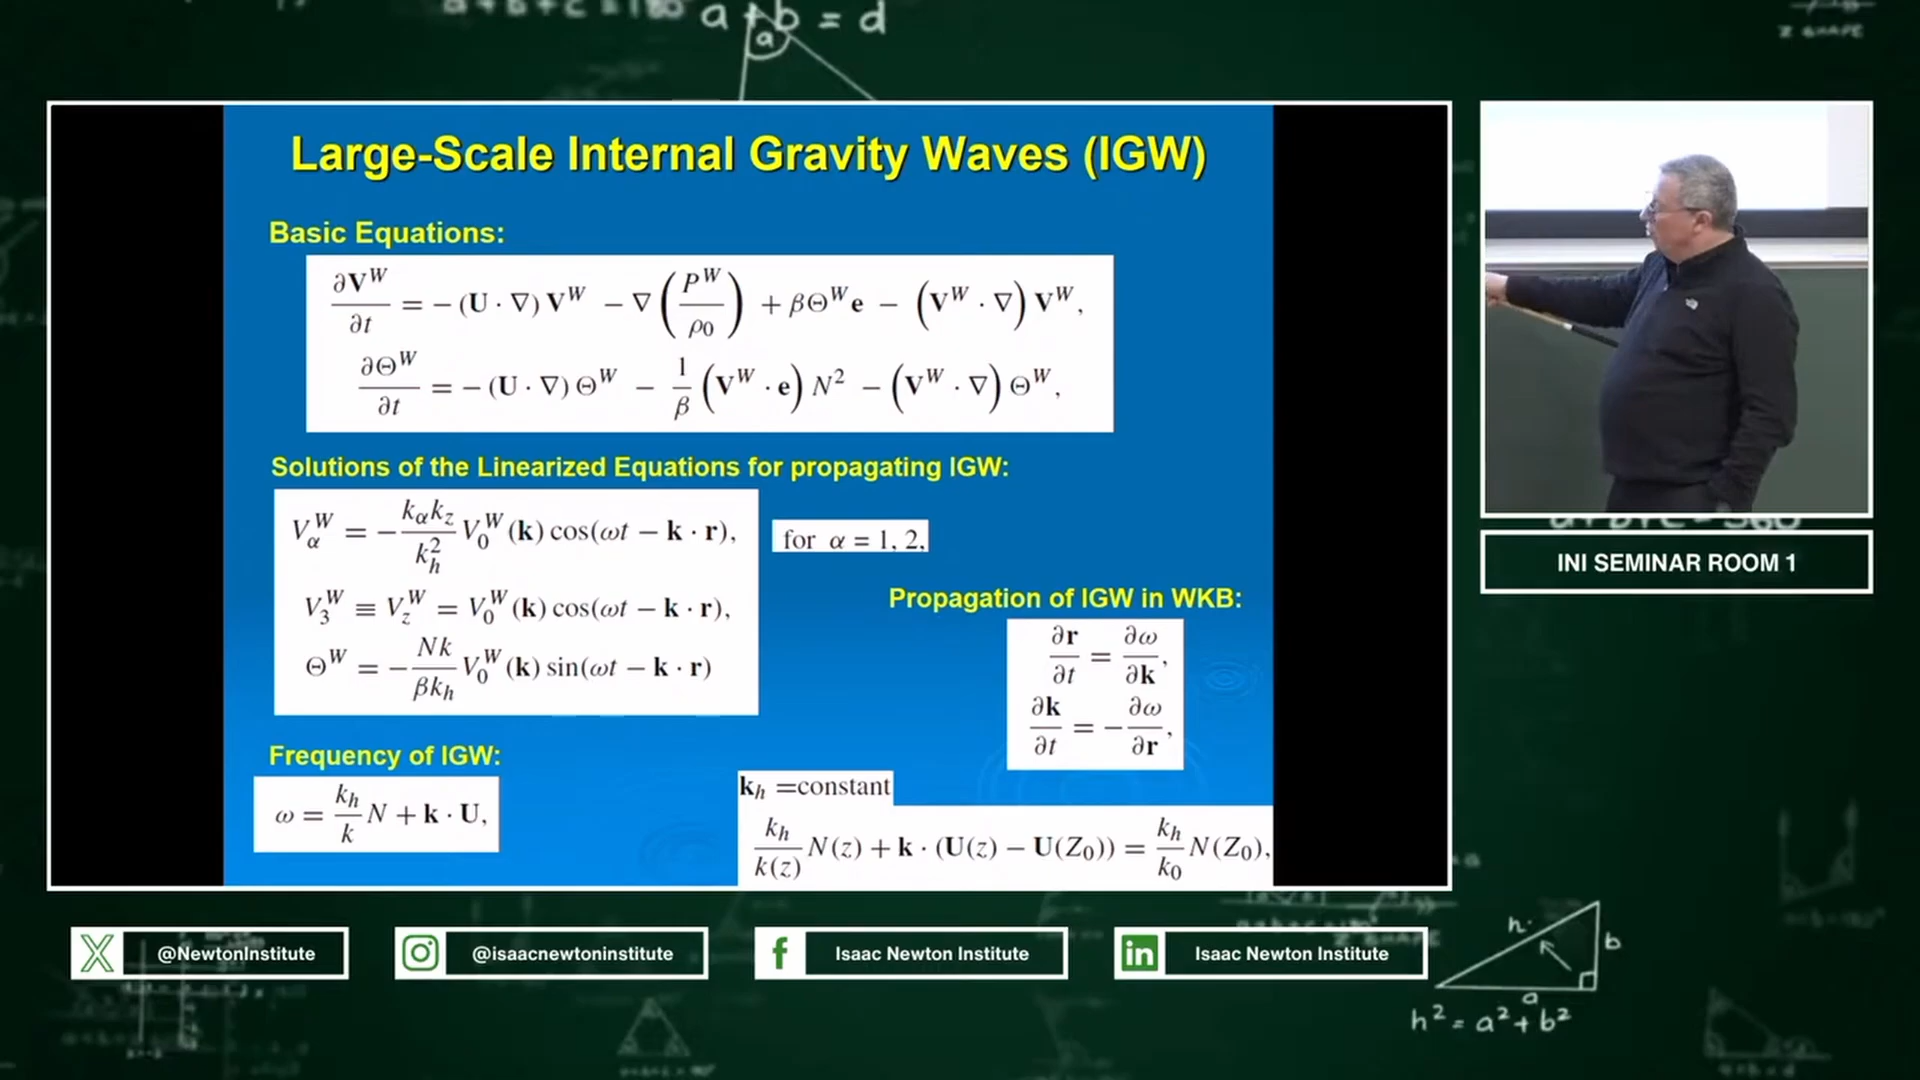 a + b = d
a
Z SHAPE
Large-Scale Internal Gravity Waves (IGW)
Basic Equations:
∂V^W/∂t = − (U · ∇) V^W − ∇ (P^W/ρ₀) + βΘ^W e − (V^W · ∇) V^W,
∂Θ^W/∂t = − (U · ∇) Θ^W − 1/β (V^W · e) N² − (V^W · ∇) Θ^W,
Solutions of the Linearized Equations for propagating IGW:
V_α^W = − k_α k_z/k_h² V_0^W (k) cos(ωt − k · r), for α = 1, 2,
V_3^W ≡ V_z^W = V_0^W (k) cos(ωt − k · r),
Θ^W = − Nk/βk_h V_0^W (k) sin(ωt − k · r)
Propagation of IGW in WKB:
∂r/∂t = ∂ω/∂k,
∂k/∂t = − ∂ω/∂r,
Frequency of IGW:
ω = k_h/k N + k · U,
k_h =constant
k_h/k(z) N(z) + k · (U(z) − U(Z₀)) = k_h/k₀ N(Z₀),
INI SEMINAR ROOM 1
@NewtonInstitute
@isaacnewtoninstitute
Isaac Newton Institute
in Isaac Newton Institute
h
b
a
h² = a² + b²